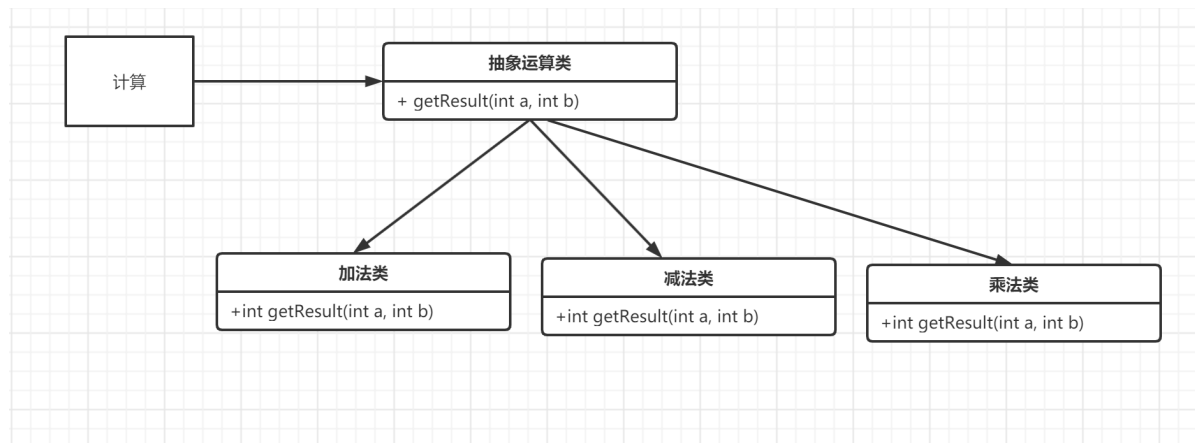 计算
抽象运算类
+ getResult(int a, int b)
加法类
+int getResult(int a, int b)
减法类
+int getResult(int a, int b)
乘法类
+int getResult(int a, int b)